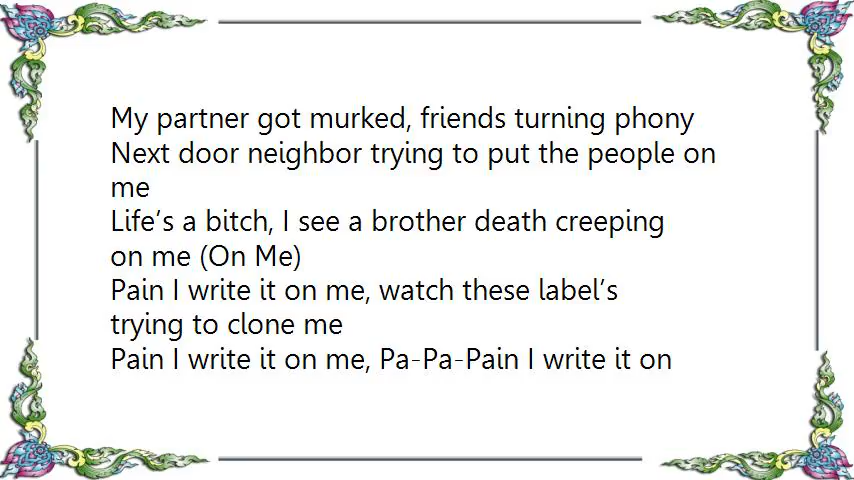 My partner got murked, friends turning phony
Next door neighbor trying to put the people on
me
Life's a bitch, I see a brother death creeping
on me (On Me)
Pain I write it on me, watch these label's
trying to clone me
Pain I write it on me, Pa-Pa-Pain I write it on